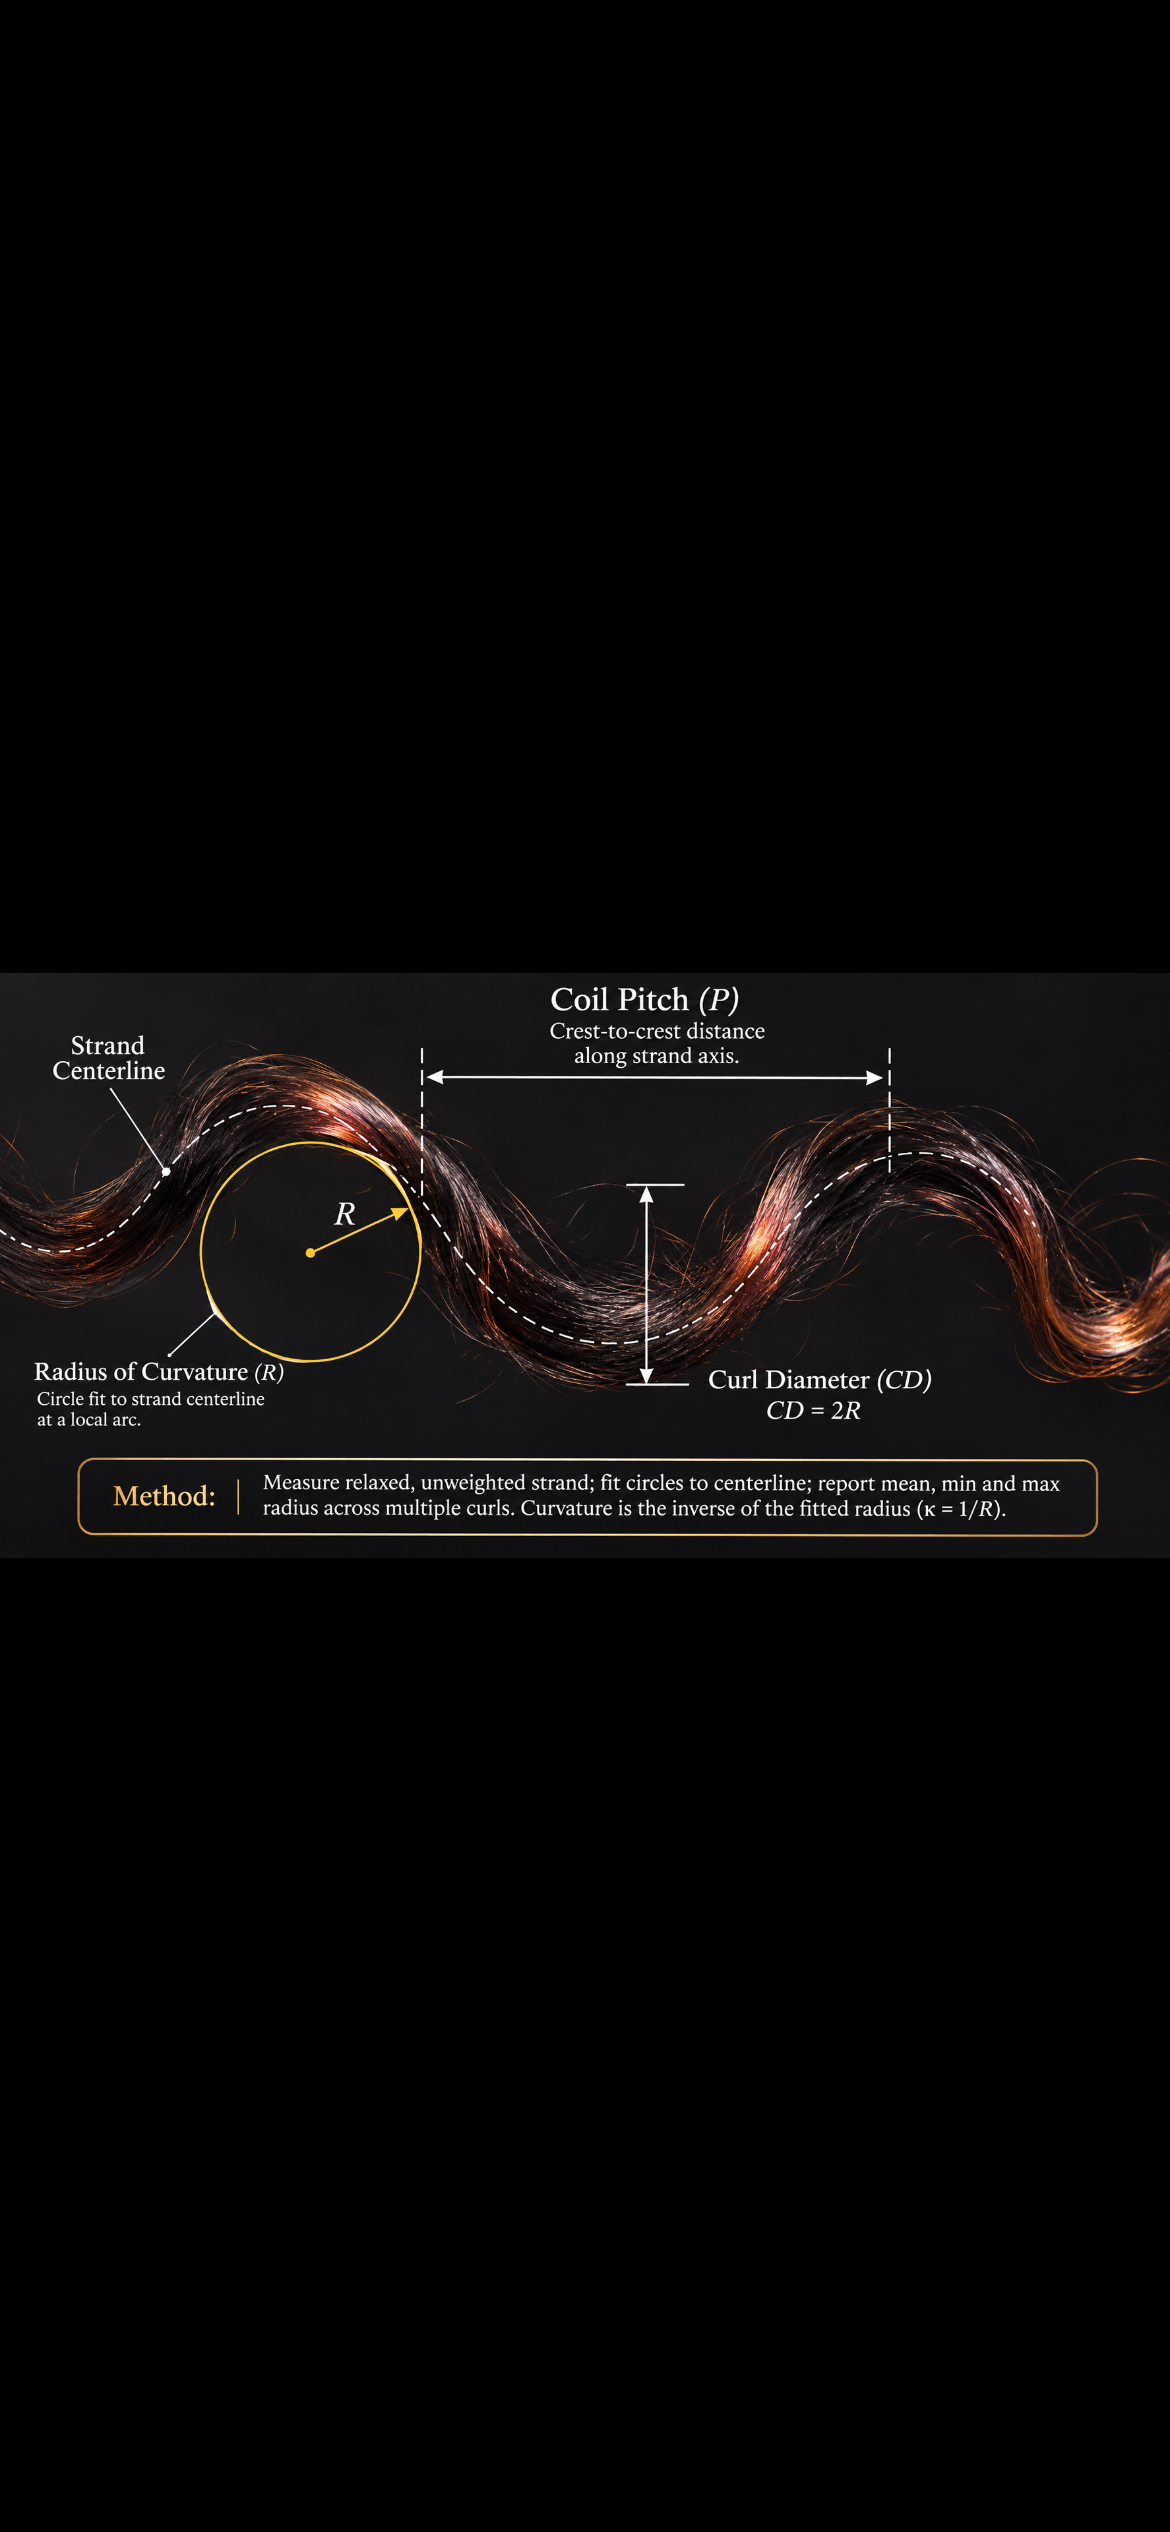 Coil Pitch (P)
Crest-to-crest distance
along strand axis.
Strand
Centerline
R
Radius of Curvature (R)
Circle fit to strand centerline
at a local arc.
Curl Diameter (CD)
CD = 2R
Method:
Measure relaxed, unweighted strand; fit circles to centerline; report mean, min and max
radius across multiple curls. Curvature is the inverse of the fitted radius (κ = 1/R).